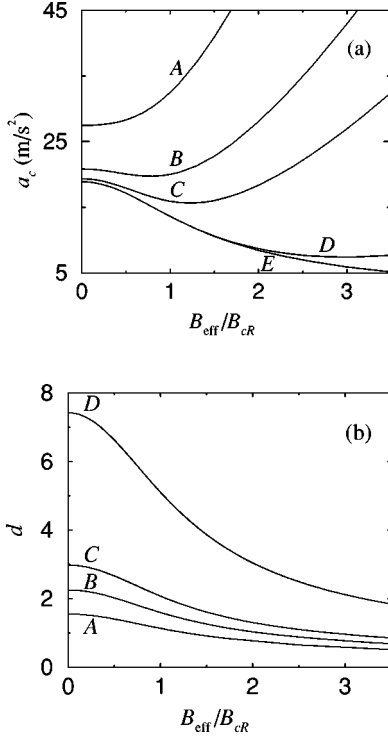 45
(a)
A
a_c (m/s²)
25
B
C
D
E
5
0 1 2 3
B_eff/B_cR
8
(b)
D
6
d
4
C
B
2
A
0
0 1 2 3
B_eff/B_cR